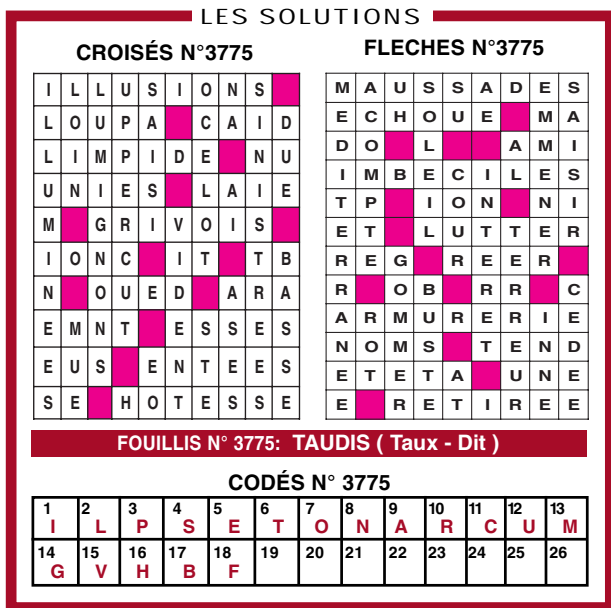 LES SOLUTIONS
CROISÉS N°3775
I L L U S I O N S
L O U P A C A I D
L I M P I D E N U
U N I E S L A I E
M G R I V O I S
I O N C I T T B
N O U E D A R A
E M N T E S S E S
E U S E N T E E S
S E H O T E S S E
FLECHES N°3775
M A U S S A D E S
E C H O U E M A
D O L A M I
I M B E C I L E S
T P I O N N I
E T L U T T E R
R E G R E E R
R O B R R C
A R M U R E R I E
N O M S T E N D
E T E T A U N E
E R E T I R E E
FOUILLIS N° 3775: TAUDIS ( Taux - Dit )
CODÉS N° 3775
1 2 3 4 5 6 7 8 9 10 11 12 13
I L P S E T O N A R C U M
14 15 16 17 18 19 20 21 22 23 24 25 26
G V H B F